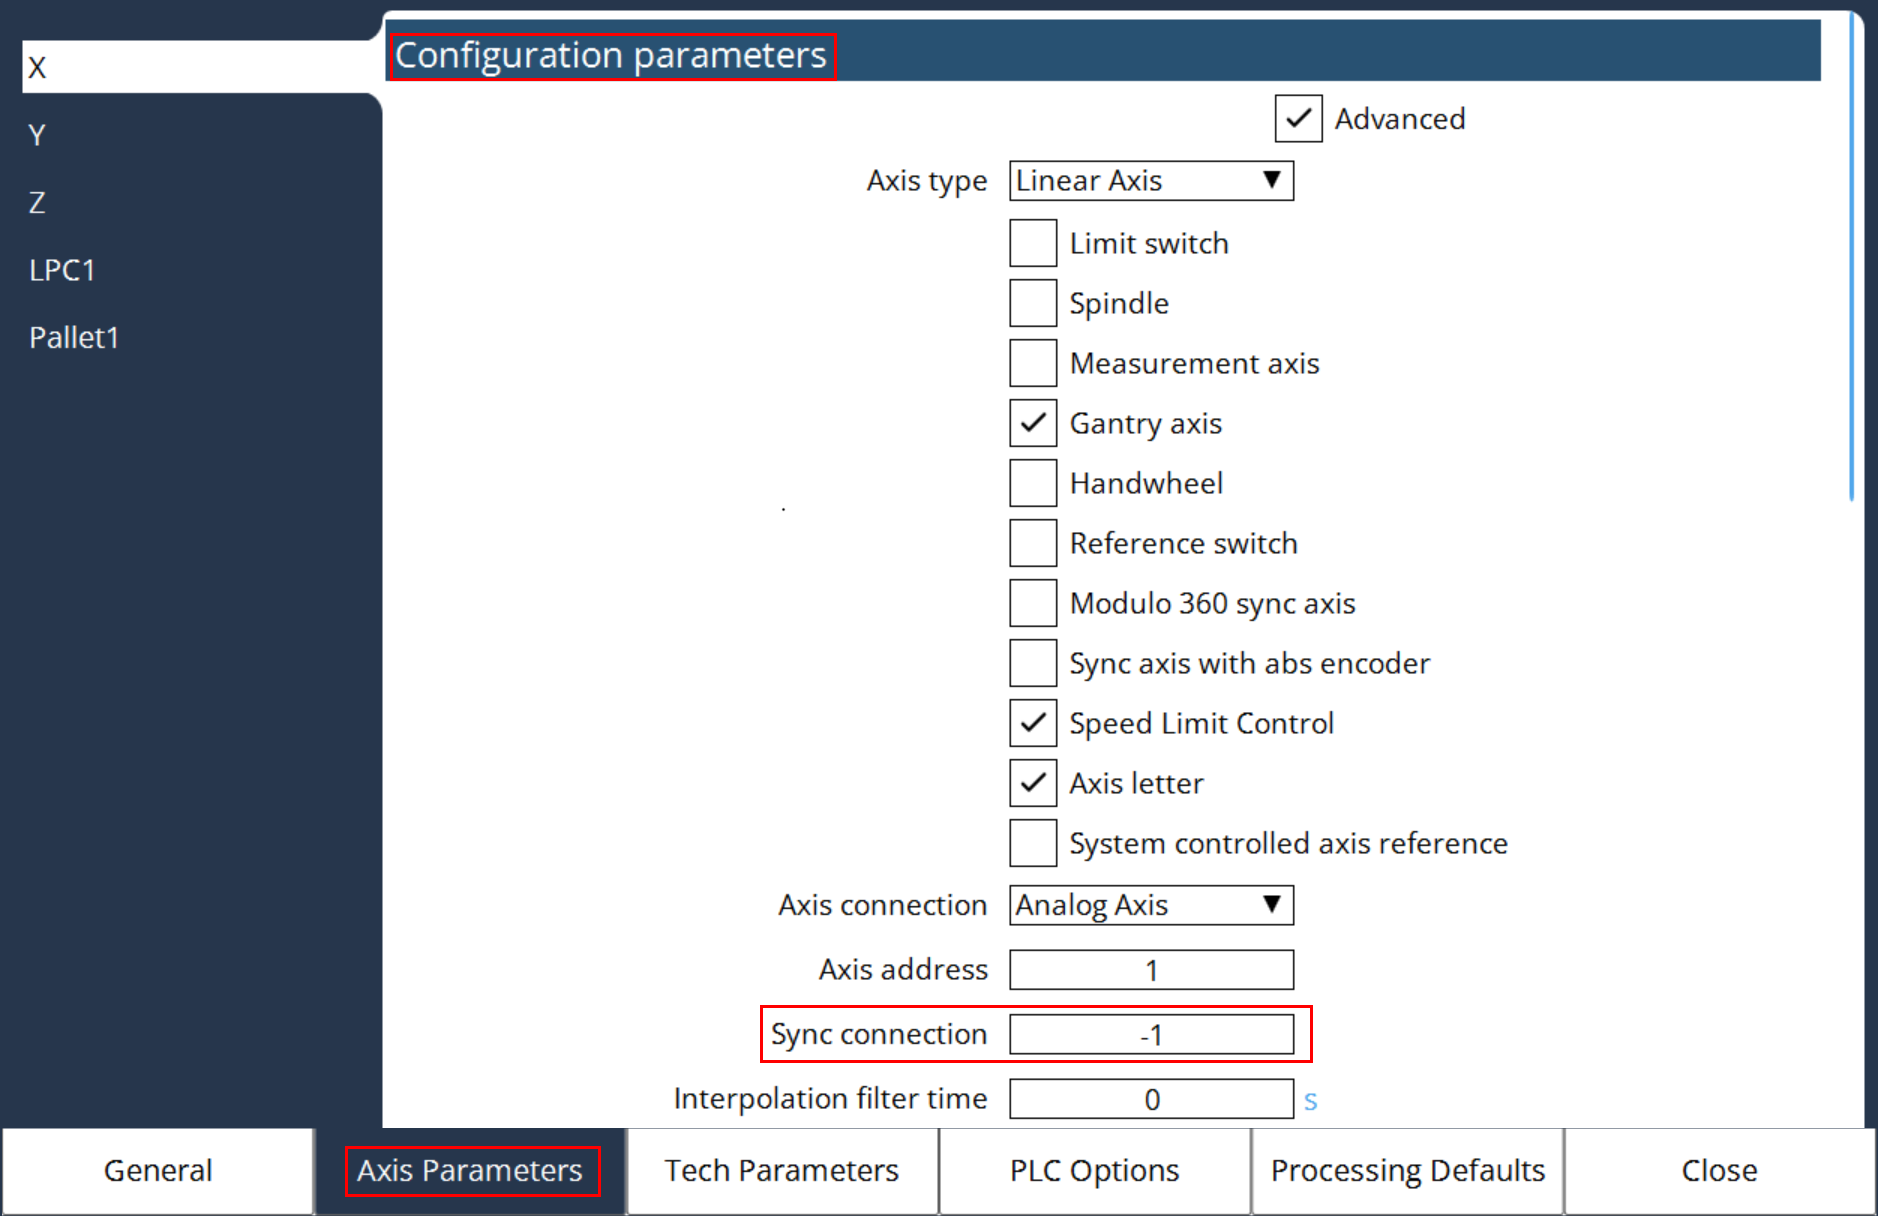 X
Y
Z
LPC1
Pallet1
Configuration parameters
Advanced
Axis type Linear Axis
Limit switch
Spindle
Measurement axis
Gantry axis
Handwheel
Reference switch
Modulo 360 sync axis
Sync axis with abs encoder
Speed Limit Control
Axis letter
System controlled axis reference
Axis connection Analog Axis
Axis address 1
Sync connection -1
Interpolation filter time 0 s
General Axis Parameters Tech Parameters PLC Options Processing Defaults Close